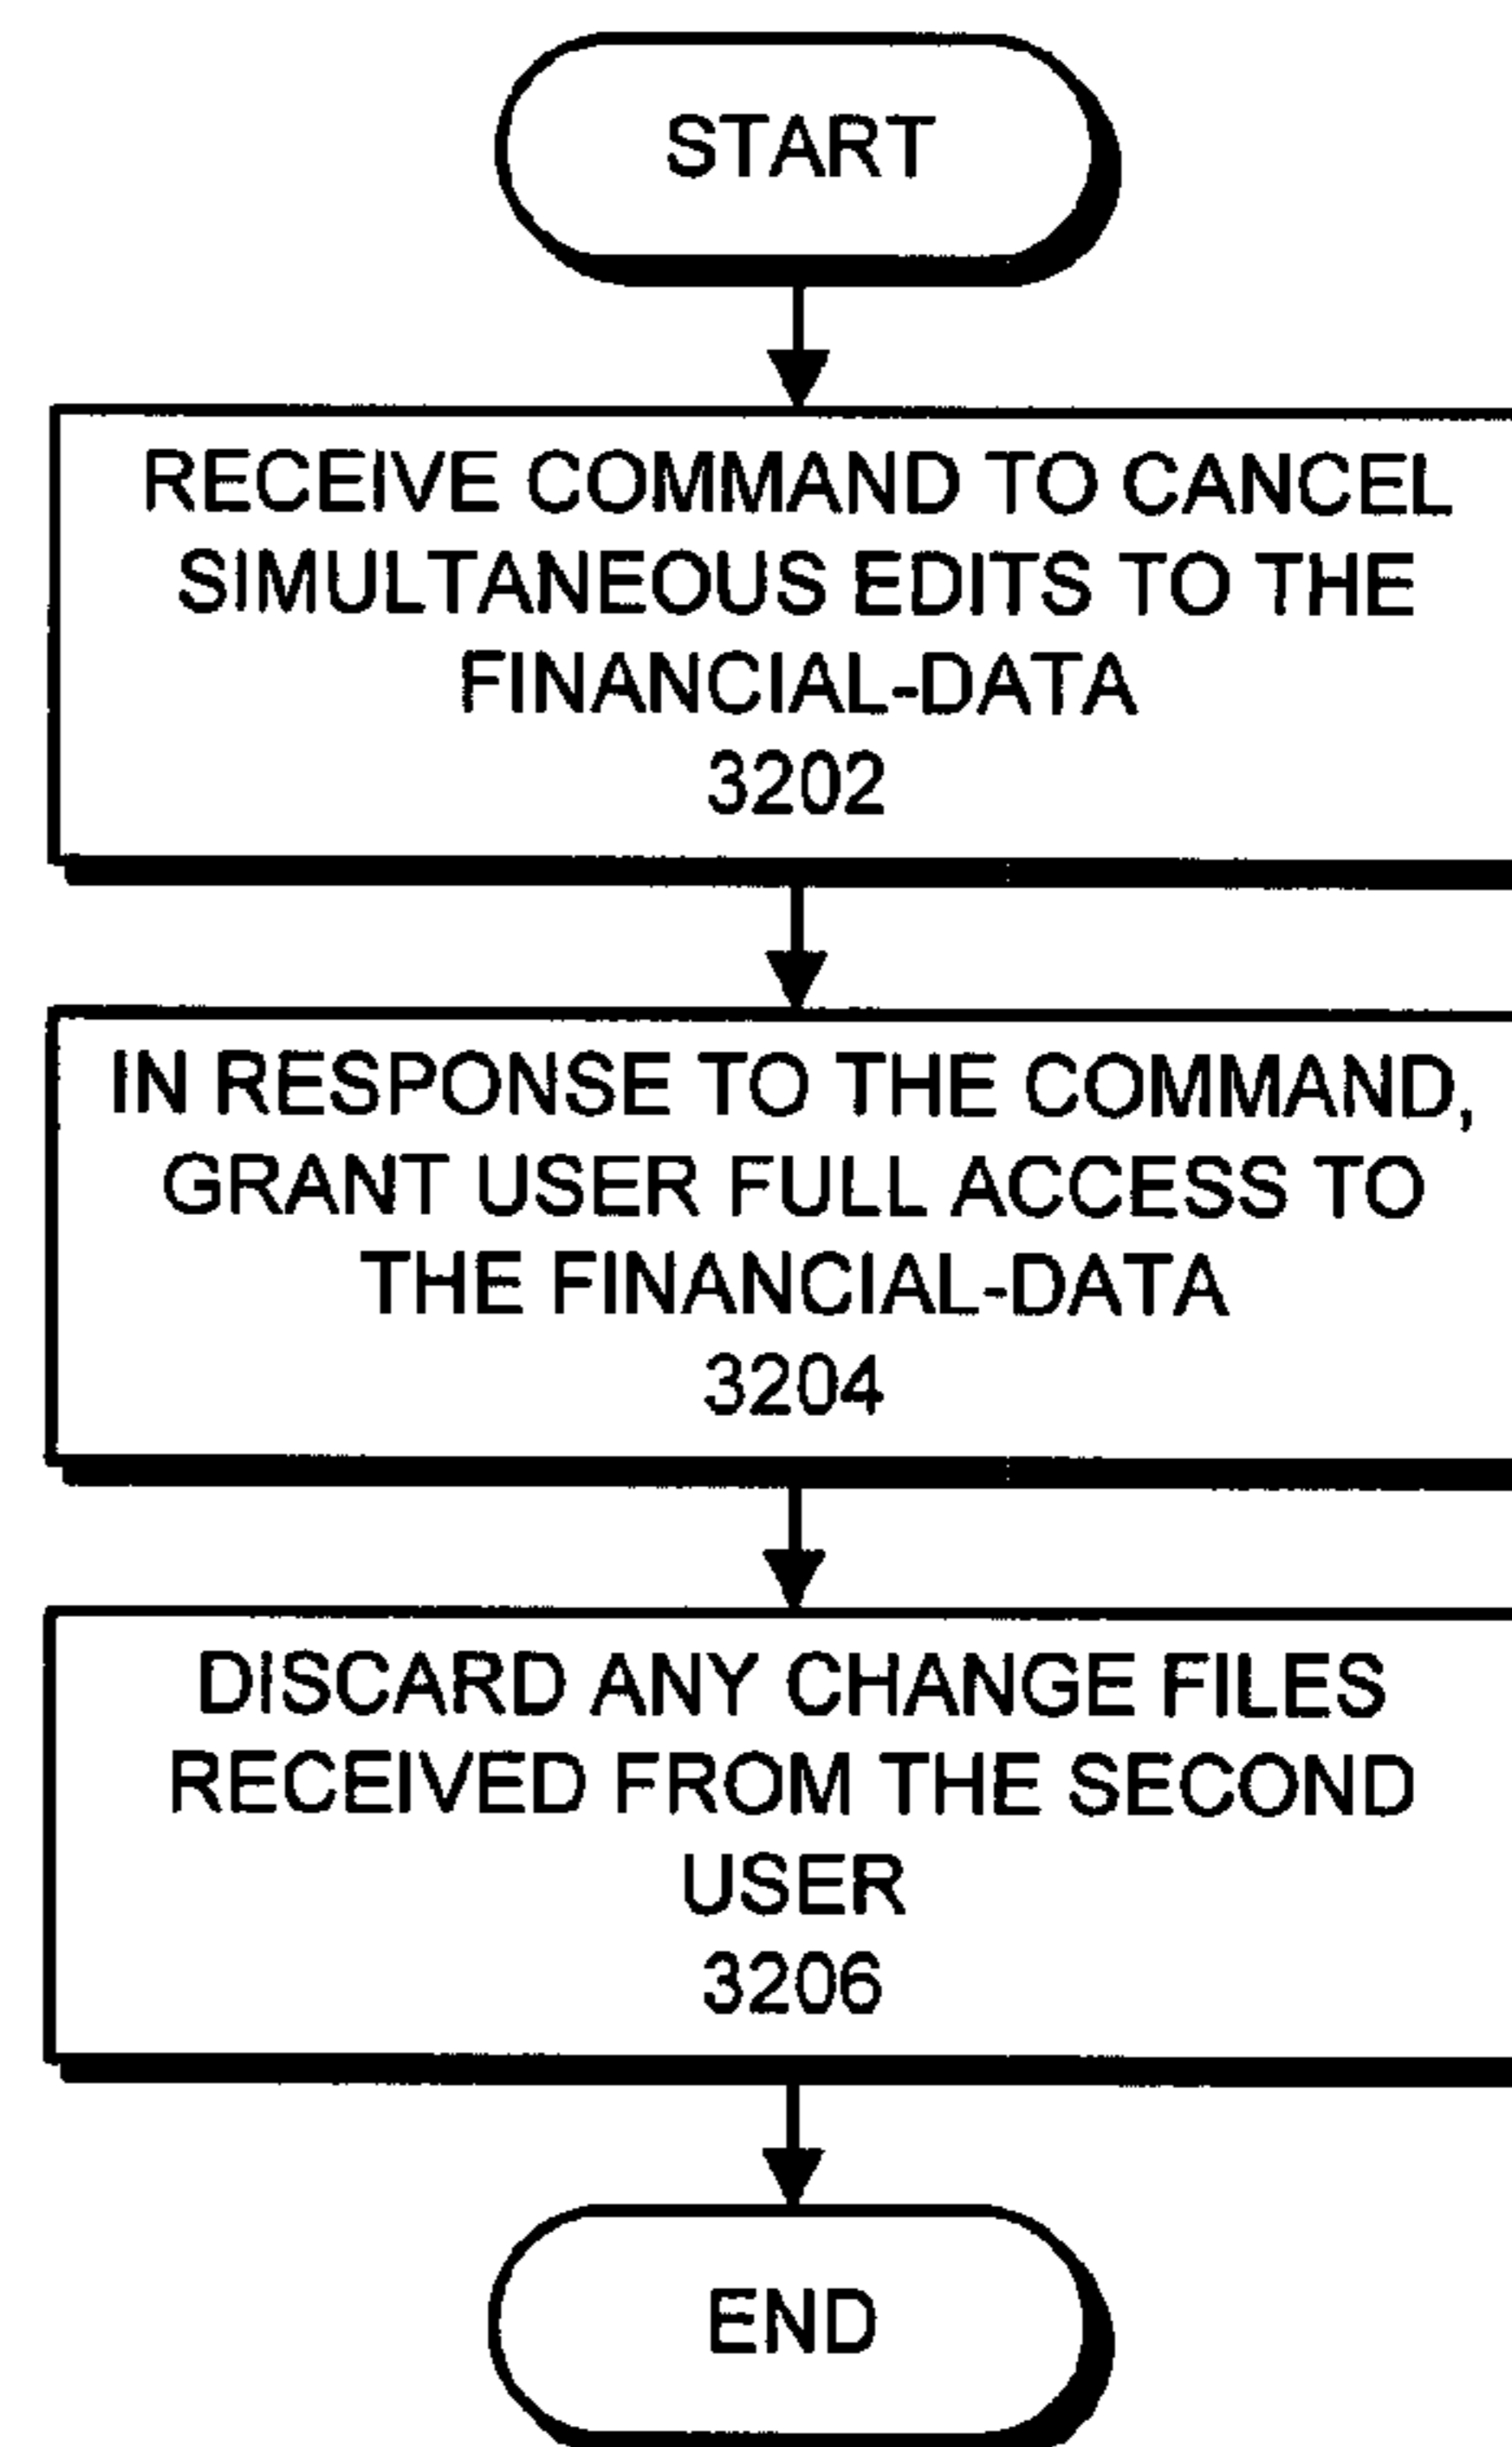 START
RECEIVE COMMAND TO CANCEL
SIMULTANEOUS EDITS TO THE
FINANCIAL-DATA
3202
IN RESPONSE TO THE COMMAND,
GRANT USER FULL ACCESS TO
THE FINANCIAL-DATA
3204
DISCARD ANY CHANGE FILES
RECEIVED FROM THE SECOND
USER
3206
END